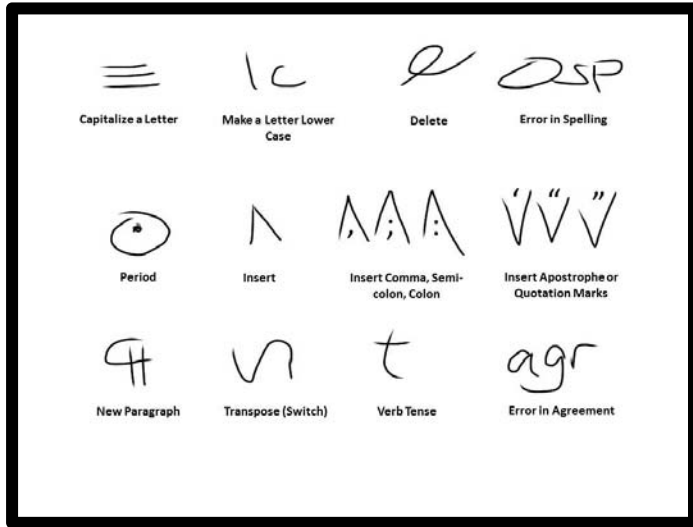 lc
sp
Capitalize a Letter
Make a Letter Lower
Case
Delete
Error in Spelling
, ; :
‘ “ ”
Period
Insert
Insert Comma, Semi-
colon, Colon
Insert Apostrophe or
Quotation Marks
¶
t
agr
New Paragraph
Transpose (Switch)
Verb Tense
Error in Agreement